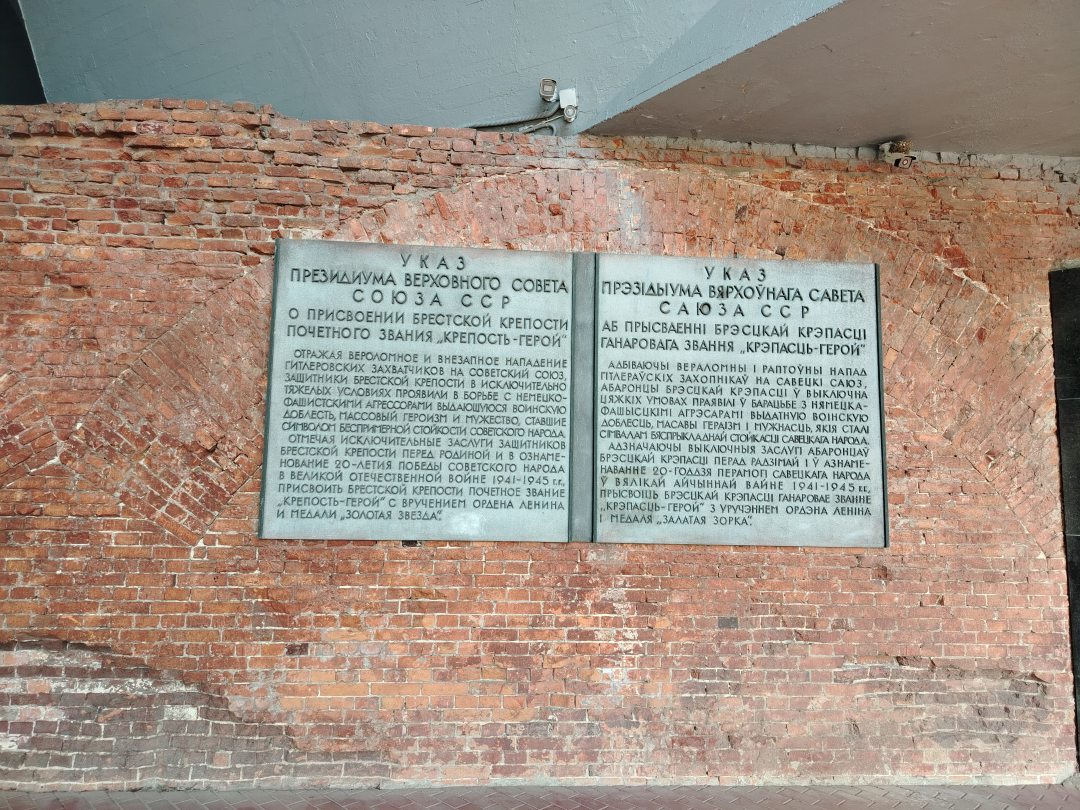 УКАЗ
ПРЕЗИДИУМА ВЕРХОВНОГО СОВЕТА
СОЮЗА ССР
О ПРИСВОЕНИИ БРЕСТСКОЙ КРЕПОСТИ
ПОЧЕТНОГО ЗВАНИЯ „КРЕПОСТЬ-ГЕРОЙ"
ОТРАЖАЯ ВЕРОЛОМНОЕ И ВНЕЗАПНОЕ НАПАДЕНИЕ
ГИТЛЕРОВСКИХ ЗАХВАТЧИКОВ НА СОВЕТСКИЙ СОЮЗ,
ЗАЩИТНИКИ БРЕСТСКОЙ КРЕПОСТИ В ИСКЛЮЧИТЕЛЬНО
ТЯЖЕЛЫХ УСЛОВИЯХ ПРОЯВИЛИ В БОРЬБЕ С НЕМЕЦКО-
ФАШИСТСКИМИ АГРЕССОРАМИ ВЫДАЮЩУЮСЯ ВОИНСКУЮ
ДОБЛЕСТЬ, МАССОВЫЙ ГЕРОИЗМ И МУЖЕСТВО, СТАВШИЕ
СИМВОЛОМ БЕСПРИМЕРНОЙ СТОЙКОСТИ СОВЕТСКОГО НАРОДА.
ОТМЕЧАЯ ИСКЛЮЧИТЕЛЬНЫЕ ЗАСЛУГИ ЗАЩИТНИКОВ
БРЕСТСКОЙ КРЕПОСТИ ПЕРЕД РОДИНОЙ И В ОЗНАМЕ-
НОВАНИЕ 20-ЛЕТИЯ ПОБЕДЫ СОВЕТСКОГО НАРОДА
В ВЕЛИКОЙ ОТЕЧЕСТВЕННОЙ ВОЙНЕ 1941-1945 г.г.,
ПРИСВОИТЬ БРЕСТСКОЙ КРЕПОСТИ ПОЧЕТНОЕ ЗВАНИЕ
„КРЕПОСТЬ-ГЕРОЙ" С ВРУЧЕНИЕМ ОРДЕНА ЛЕНИНА
И МЕДАЛИ „ЗОЛОТАЯ ЗВЕЗДА".
УКАЗ
ПРЭЗІДЫУМА ВЯРХОЎНАГА САВЕТА
САЮЗА ССР
АБ ПРЫСВАЕННІ БРЭСЦКАЙ КРЭПАСЦІ
ГАНАРОВАГА ЗВАННЯ „КРЭПАСЦЬ-ГЕРОЙ"
АДБІВАЮЧЫ ВЕРАЛОМНЫ І РАПТОЎНЫ НАПАД
ГІТЛЕРАЎСКІХ ЗАХОПНІКАЎ НА САВЕЦКІ САЮЗ,
АБАРОНЦЫ БРЭСЦКАЙ КРЭПАСЦІ Ў ВЫКЛЮЧНА
ЦЯЖКІХ УМОВАХ ПРАЯВІЛІ Ў БАРАЦЬБЕ З НЯМЕЦКА-
ФАШЫСЦКІМІ АГРЭСАРАМІ ВЫДАТНУЮ ВОИНСКУЮ
ДОБЛЕСЦЬ, МАСАВЫ ГЕРАІЗМ І МУЖНАСЦЬ, ЯКІЯ СТАЛІ
СІМВАЛАМ БЯСПРЫКЛАДНАЙ СТОЙКАСЦІ САВЕЦКАГА НАРОДА.
АДЗНАЧАЮЧЫ ВЫКЛЮЧНЫЯ ЗАСЛУГІ АБАРОНЦАЎ
БРЭСЦКАЙ КРЭПАСЦІ ПЕРАД РАДЗІМАЙ І Ў АЗНАМЕ-
НАВАННЕ 20-ГОДДЗЯ ПЕРАМОГІ САВЕЦКАГА НАРОДА
Ў ВЯЛІКАЙ АЙЧЫННАЙ ВАЙНЕ 1941-1945 г.г.,
ПРЫСВОІЦЬ БРЭСЦКАЙ КРЭПАСЦІ ГАНАРОВАЕ ЗВАННЕ
„КРЭПАСЦЬ-ГЕРОЙ" З УРУЧЭННЕМ ОРДЭНА ЛЕНІНА
І МЕДАЛЯ „ЗАЛАТАЯ ЗОРКА".